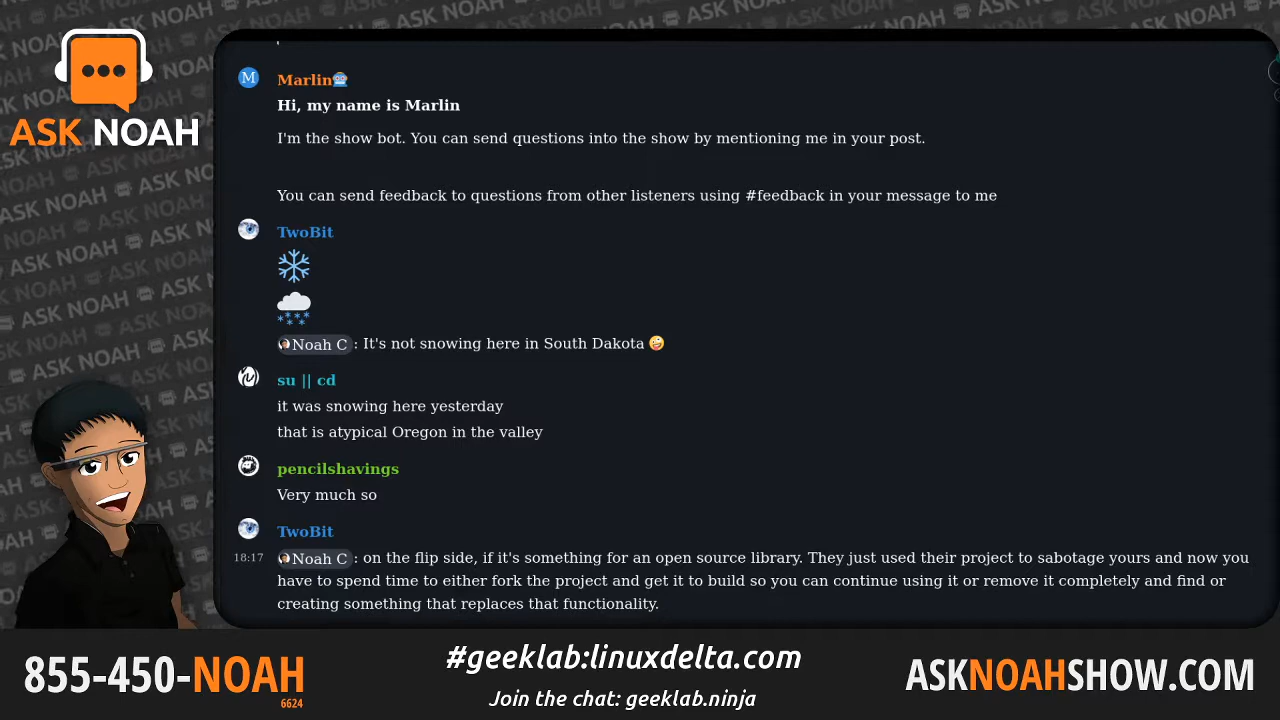 ASK NOAH
M
Marlin🤖
Hi, my name is Marlin
I'm the show bot. You can send questions into the show by mentioning me in your post.
You can send feedback to questions from other listeners using #feedback in your message to me
TwoBit
❄️
🌨️
Noah C : It's not snowing here in South Dakota 🤪
su || cd
it was snowing here yesterday
that is atypical Oregon in the valley
pencilshavings
Very much so
TwoBit
18:17 Noah C : on the flip side, if it's something for an open source library. They just used their project to sabotage yours and now you
have to spend time to either fork the project and get it to build so you can continue using it or remove it completely and find or
creating something that replaces that functionality.
855-450-NOAH
6624
#geeklab:linuxdelta.com
Join the chat: geeklab.ninja
ASKNOAHSHOW.COM